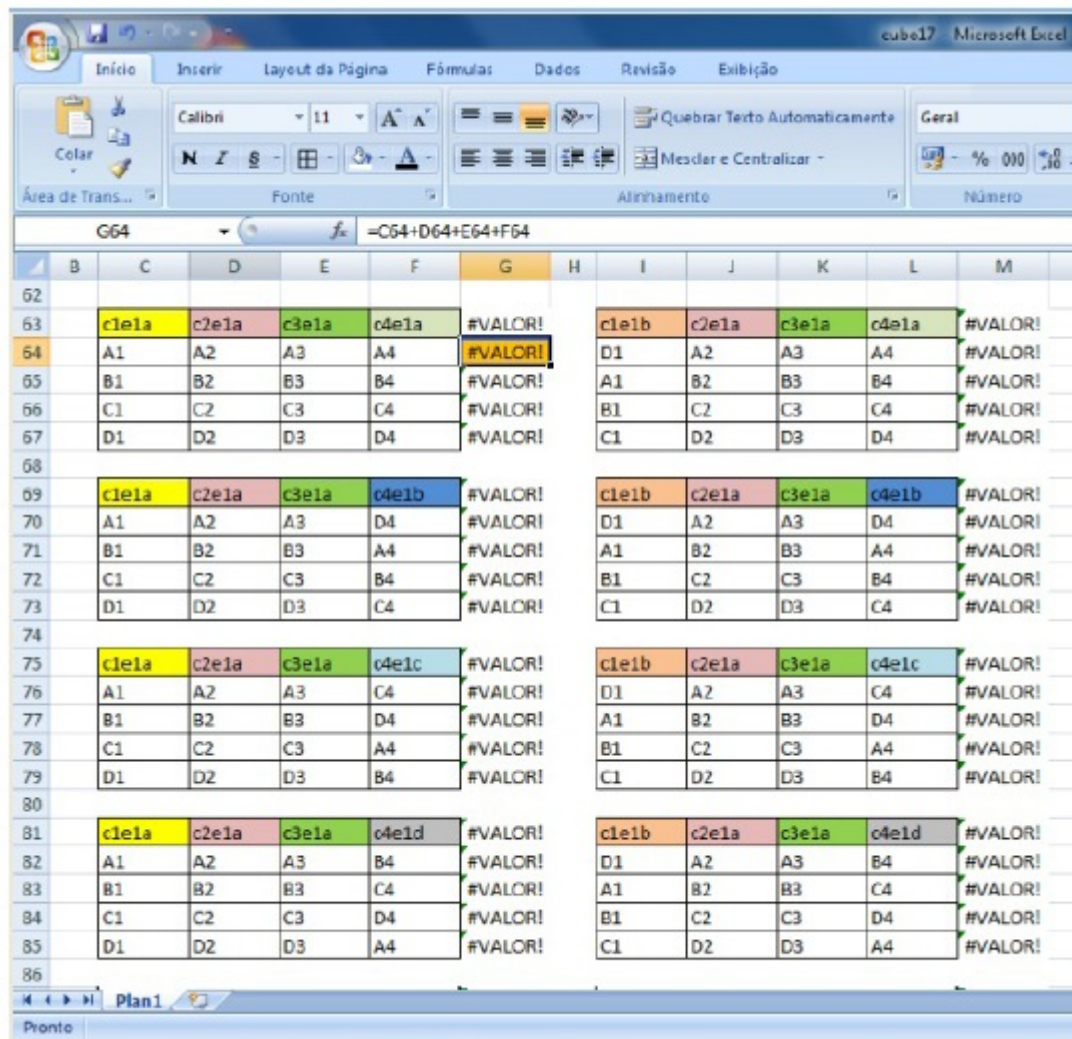 cubo17 Microsoft Excel
Início Inserir Layout da Página Fórmulas Dados Revisão Exibição
Calibri 11 A A Quebrar Texto Automaticamente Geral
Colar N I S A Mesclar e Centralizar % 000
Área de Trans... Fonte Alinhamento Número
G64 fx =C64+D64+E64+F64
B C D E F G H I J K L M
62
63 c1e1a c2e1a c3e1a c4e1a #VALOR! c1e1b c2e1a c3e1a c4e1a #VALOR!
64 A1 A2 A3 A4 #VALOR! D1 A2 A3 A4 #VALOR!
65 B1 B2 B3 B4 #VALOR! A1 B2 B3 B4 #VALOR!
66 C1 C2 C3 C4 #VALOR! B1 C2 C3 C4 #VALOR!
67 D1 D2 D3 D4 #VALOR! C1 D2 D3 D4 #VALOR!
68
69 c1e1a c2e1a c3e1a c4e1b #VALOR! c1e1b c2e1a c3e1a c4e1b #VALOR!
70 A1 A2 A3 D4 #VALOR! D1 A2 A3 D4 #VALOR!
71 B1 B2 B3 A4 #VALOR! A1 B2 B3 A4 #VALOR!
72 C1 C2 C3 B4 #VALOR! B1 C2 C3 B4 #VALOR!
73 D1 D2 D3 C4 #VALOR! C1 D2 D3 C4 #VALOR!
74
75 c1e1a c2e1a c3e1a c4e1c #VALOR! c1e1b c2e1a c3e1a c4e1c #VALOR!
76 A1 A2 A3 C4 #VALOR! D1 A2 A3 C4 #VALOR!
77 B1 B2 B3 D4 #VALOR! A1 B2 B3 D4 #VALOR!
78 C1 C2 C3 A4 #VALOR! B1 C2 C3 A4 #VALOR!
79 D1 D2 D3 B4 #VALOR! C1 D2 D3 B4 #VALOR!
80
81 c1e1a c2e1a c3e1a c4e1d #VALOR! c1e1b c2e1a c3e1a c4e1d #VALOR!
82 A1 A2 A3 B4 #VALOR! D1 A2 A3 B4 #VALOR!
83 B1 B2 B3 C4 #VALOR! A1 B2 B3 C4 #VALOR!
84 C1 C2 C3 D4 #VALOR! B1 C2 C3 D4 #VALOR!
85 D1 D2 D3 A4 #VALOR! C1 D2 D3 A4 #VALOR!
86
Plan1
Pronto